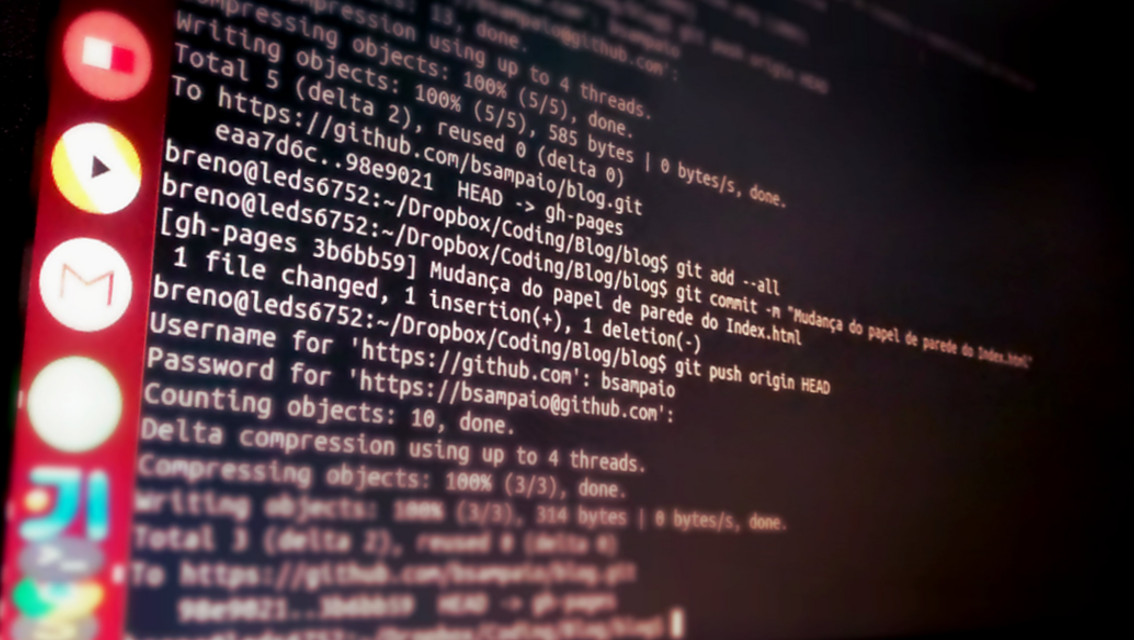 mpression using up to 4 threads.
Writing objects: 100% (5/5), done.
Writing objects: 100% (5/5), 585 bytes | 0 bytes/s, done.
Total 5 (delta 2), reused 0 (delta 0)
To https://github.com/bsampaio/blog.git
eaa7d6c..98e9021 HEAD -> gh-pages
breno@leds6752:~/Dropbox/Coding/Blog/blog$ git add --all
breno@leds6752:~/Dropbox/Coding/Blog/blog$ git commit -m "Mudança do papel de parede do Index.html"
[gh-pages 3b6bb59] Mudança do papel de parede do Index.html
1 file changed, 1 insertion(+), 1 deletion(-)
breno@leds6752:~/Dropbox/Coding/Blog/blog$ git push origin HEAD
Username for 'https://github.com': bsampaio
Password for 'https://bsampaio@github.com':
Counting objects: 10, done.
Delta compression using up to 4 threads.
Compressing objects: 100% (3/3), done.
Writing objects: 100% (3/3), 314 bytes | 0 bytes/s, done.
Total 3 (delta 2), reused 0 (delta 0)
To https://github.com/bsampaio/blog.git
98e9021..3b6bb59 HEAD -> gh-pages